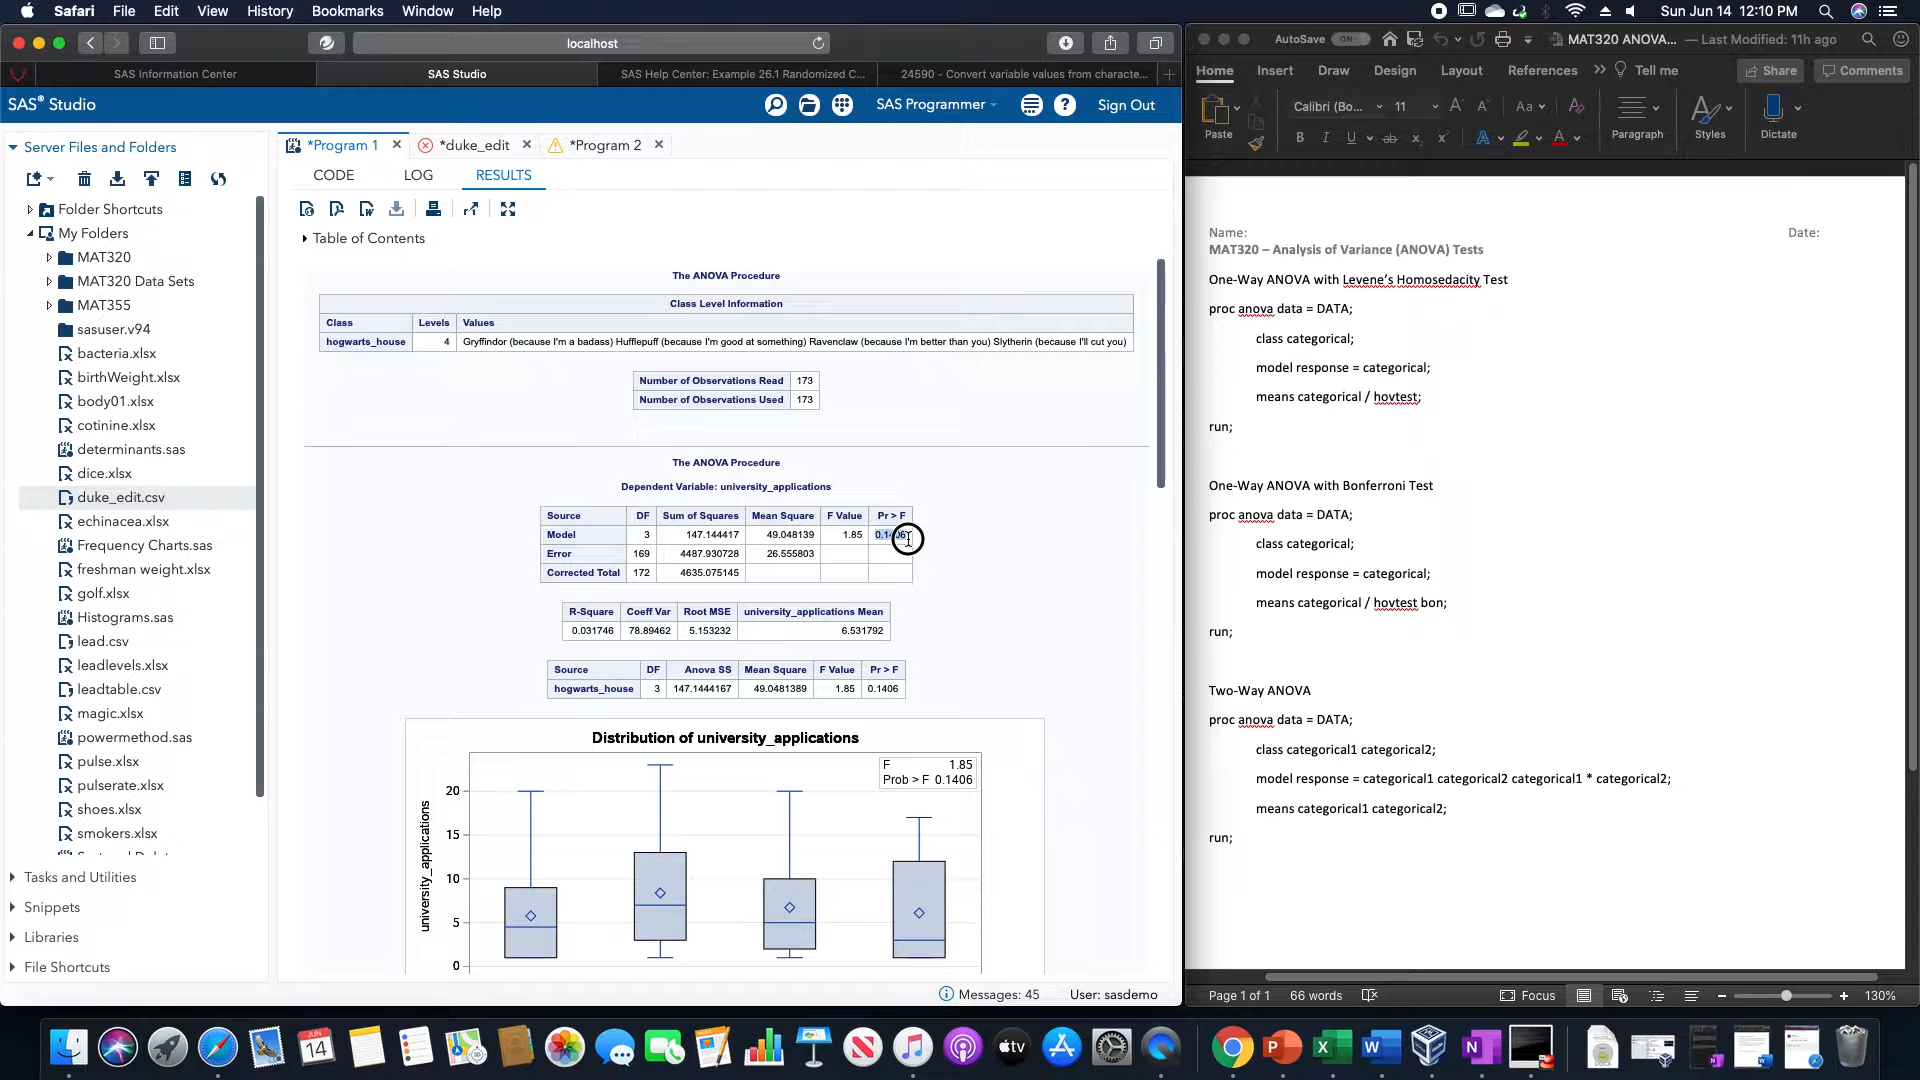 Safari File Edit View History Bookmarks Window Help
Sun Jun 14 12:10 PM
localhost
SAS Information Center
SAS Studio
SAS Help Center: Example 26.1 Randomized C...
24590 - Convert variable values from characte...
SAS® Studio
SAS Programmer
Sign Out
Server Files and Folders
Folder Shortcuts
My Folders
MAT320
MAT320 Data Sets
MAT355
sasuser.v94
bacteria.xlsx
birthWeight.xlsx
body01.xlsx
cotinine.xlsx
determinants.sas
dice.xlsx
duke_edit.csv
echinacea.xlsx
Frequency Charts.sas
freshman weight.xlsx
golf.xlsx
Histograms.sas
lead.csv
leadlevels.xlsx
leadtable.csv
magic.xlsx
powermethod.sas
pulse.xlsx
pulserate.xlsx
shoes.xlsx
smokers.xlsx
Tasks and Utilities
Snippets
Libraries
File Shortcuts
*Program 1
*duke_edit
*Program 2
CODE LOG RESULTS
Table of Contents
The ANOVA Procedure
Class Level Information
Class Levels Values
hogwarts_house 4 Gryffindor (because I'm a badass) Hufflepuff (because I'm good at something) Ravenclaw (because I'm better than you) Slytherin (because I'll cut you)
Number of Observations Read 173
Number of Observations Used 173
The ANOVA Procedure
Dependent Variable: university_applications
Source DF Sum of Squares Mean Square F Value Pr > F
Model 3 147.144417 49.048139 1.85 0.1406
Error 169 4487.930728 26.555803
Corrected Total 172 4635.075145
R-Square Coeff Var Root MSE university_applications Mean
0.031746 78.89462 5.153232 6.531792
Source DF Anova SS Mean Square F Value Pr > F
hogwarts_house 3 147.1444167 49.0481389 1.85 0.1406
Distribution of university_applications
F 1.85
Prob > F 0.1406
university_applications
20
15
10
5
0
Messages: 45
User: sasdemo
AutoSave OFF
MAT320 ANOVA... — Last Modified: 11h ago
Home Insert Draw Design Layout References Tell me
Share
Comments
Paste
Calibri (Bo... 11
Paragraph
Styles
Dictate
Name: Date:
MAT320 – Analysis of Variance (ANOVA) Tests
One-Way ANOVA with Levene's Homosedacity Test
proc anova data = DATA;
class categorical;
model response = categorical;
means categorical / hovtest;
run;
One-Way ANOVA with Bonferroni Test
proc anova data = DATA;
class categorical;
model response = categorical;
means categorical / hovtest bon;
run;
Two-Way ANOVA
proc anova data = DATA;
class categorical1 categorical2;
model response = categorical1 categorical2 categorical1 * categorical2;
means categorical1 categorical2;
run;
Page 1 of 1 66 words
Focus
130%
JUN
14
tv